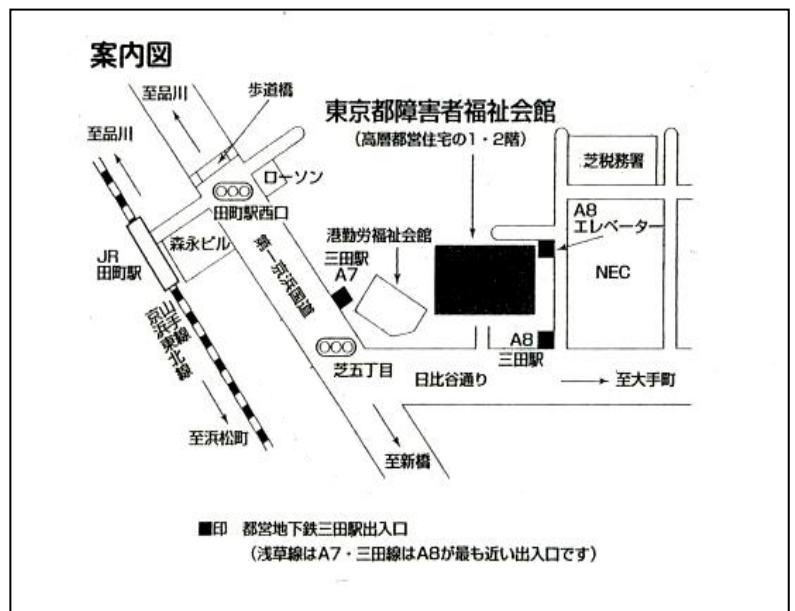 案内図
至品川
歩道橋
東京都障害者福祉会館
(高層都営住宅の1・2階)
至品川
ローソン
芝税務署
田町駅西口
A8
エレベーター
森永ビル
港勤労福祉会館
JR
田町駅
第一京浜国道
三田駅
A7
NEC
山手線
京浜東北線
A8
三田駅
芝五丁目
日比谷通り
至大手町
至浜松町
至新橋
■印 都営地下鉄三田駅出入口
(浅草線はA7・三田線はA8が最も近い出入口です)